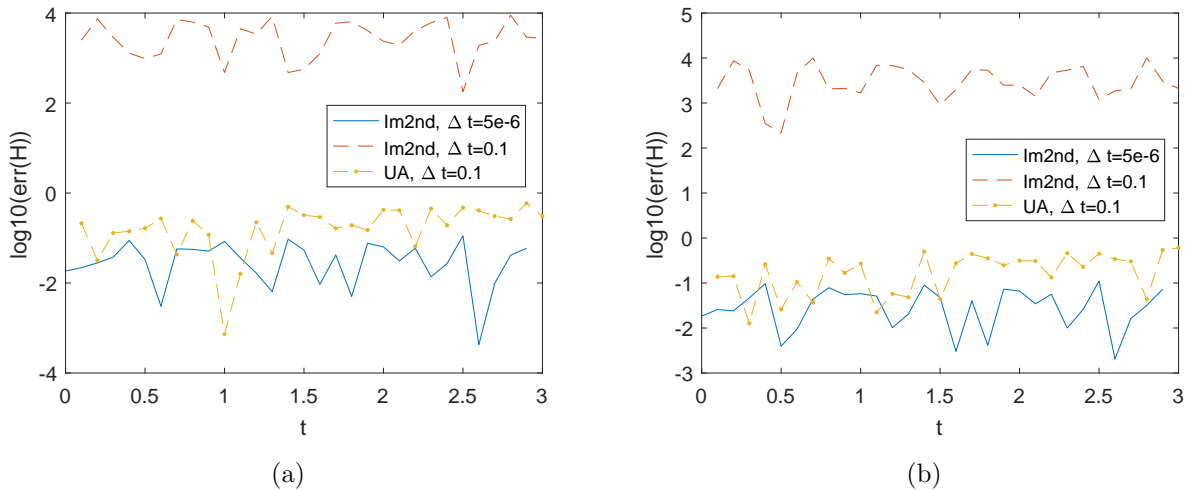 4
2
0
-2
-4
log10(err(H))
Im2nd, Δ t=5e-6
Im2nd, Δ t=0.1
UA, Δ t=0.1
0 0.5 1 1.5 2 2.5 3
t
(a)
5
4
3
2
1
0
-1
-2
-3
log10(err(H))
Im2nd, Δ t=5e-6
Im2nd, Δ t=0.1
UA, Δ t=0.1
0 0.5 1 1.5 2 2.5 3
t
(b)